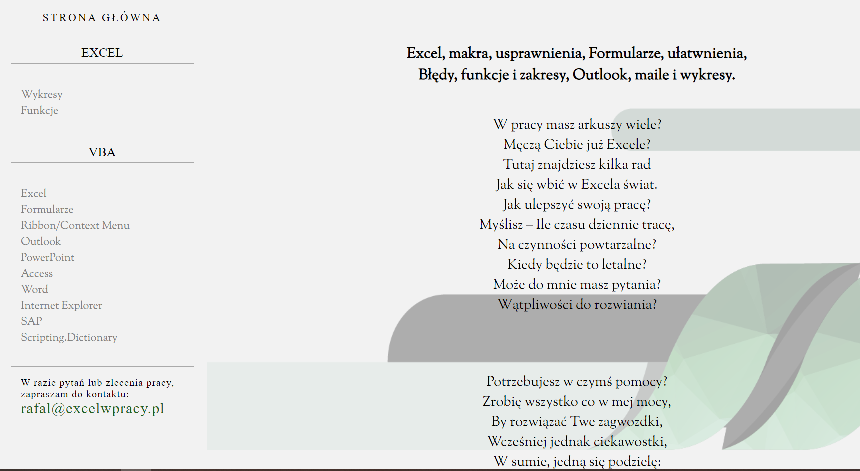 STRONA GŁÓWNA
EXCEL
Wykresy
Funkcje
VBA
Excel
Formularze
Ribbon/Context Menu
Outlook
PowerPoint
Access
Word
Internet Explorer
SAP
Scripting.Dictionary
W razie pytań lub zlecenia pracy,
zapraszam do kontaktu:
rafal@excelwpracy.pl
Excel, makra, usprawnienia, Formularze, ułatwnienia,
Błędy, funkcje i zakresy, Outlook, maile i wykresy.
W pracy masz arkuszy wiele?
Męczą Ciebie już Excele?
Tutaj znajdziesz kilka rad
Jak się wbić w Excela świat.
Jak ulepszyć swoją pracę?
Myślisz – Ile czasu dziennie tracę,
Na czynności powtarzalne?
Kiedy będzie to letalne?
Może do mnie masz pytania?
Wątpliwości do rozwiania?
Potrzebujesz w czymś pomocy?
Zrobię wszystko co w mej mocy,
By rozwiązać Twe zagwozdki,
Wcześniej jednak ciekawostki,
W sumie, jedną się podzielę: